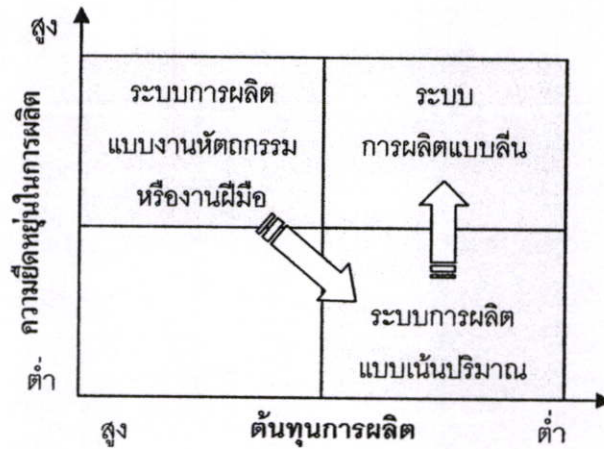 สูง
ความยืดหยุ่นในการผลิต
ระบบการผลิต
แบบงานหัตถกรรม
หรืองานฝีมือ
ระบบ
การผลิตแบบลีน
ระบบการผลิต
แบบเน้นปริมาณ
ต่ำ
สูง ต้นทุนการผลิต ต่ำ